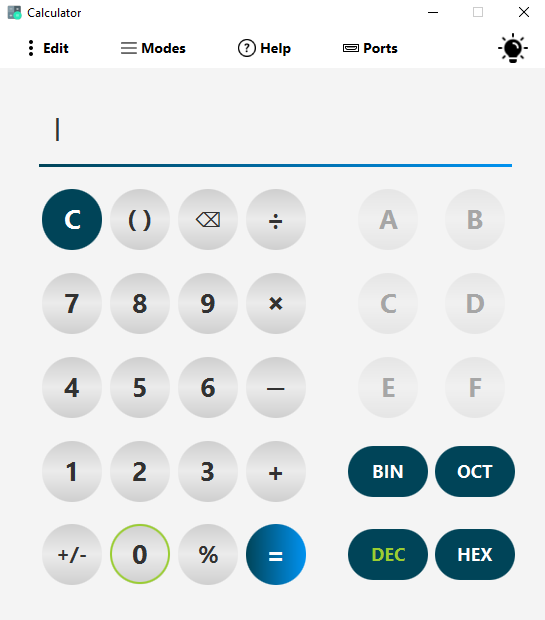 Calculator
Edit Modes Help Ports
C ( ) ⌫ ÷ A B
7 8 9 × C D
4 5 6 — E F
1 2 3 + BIN OCT
+/- 0 % = DEC HEX